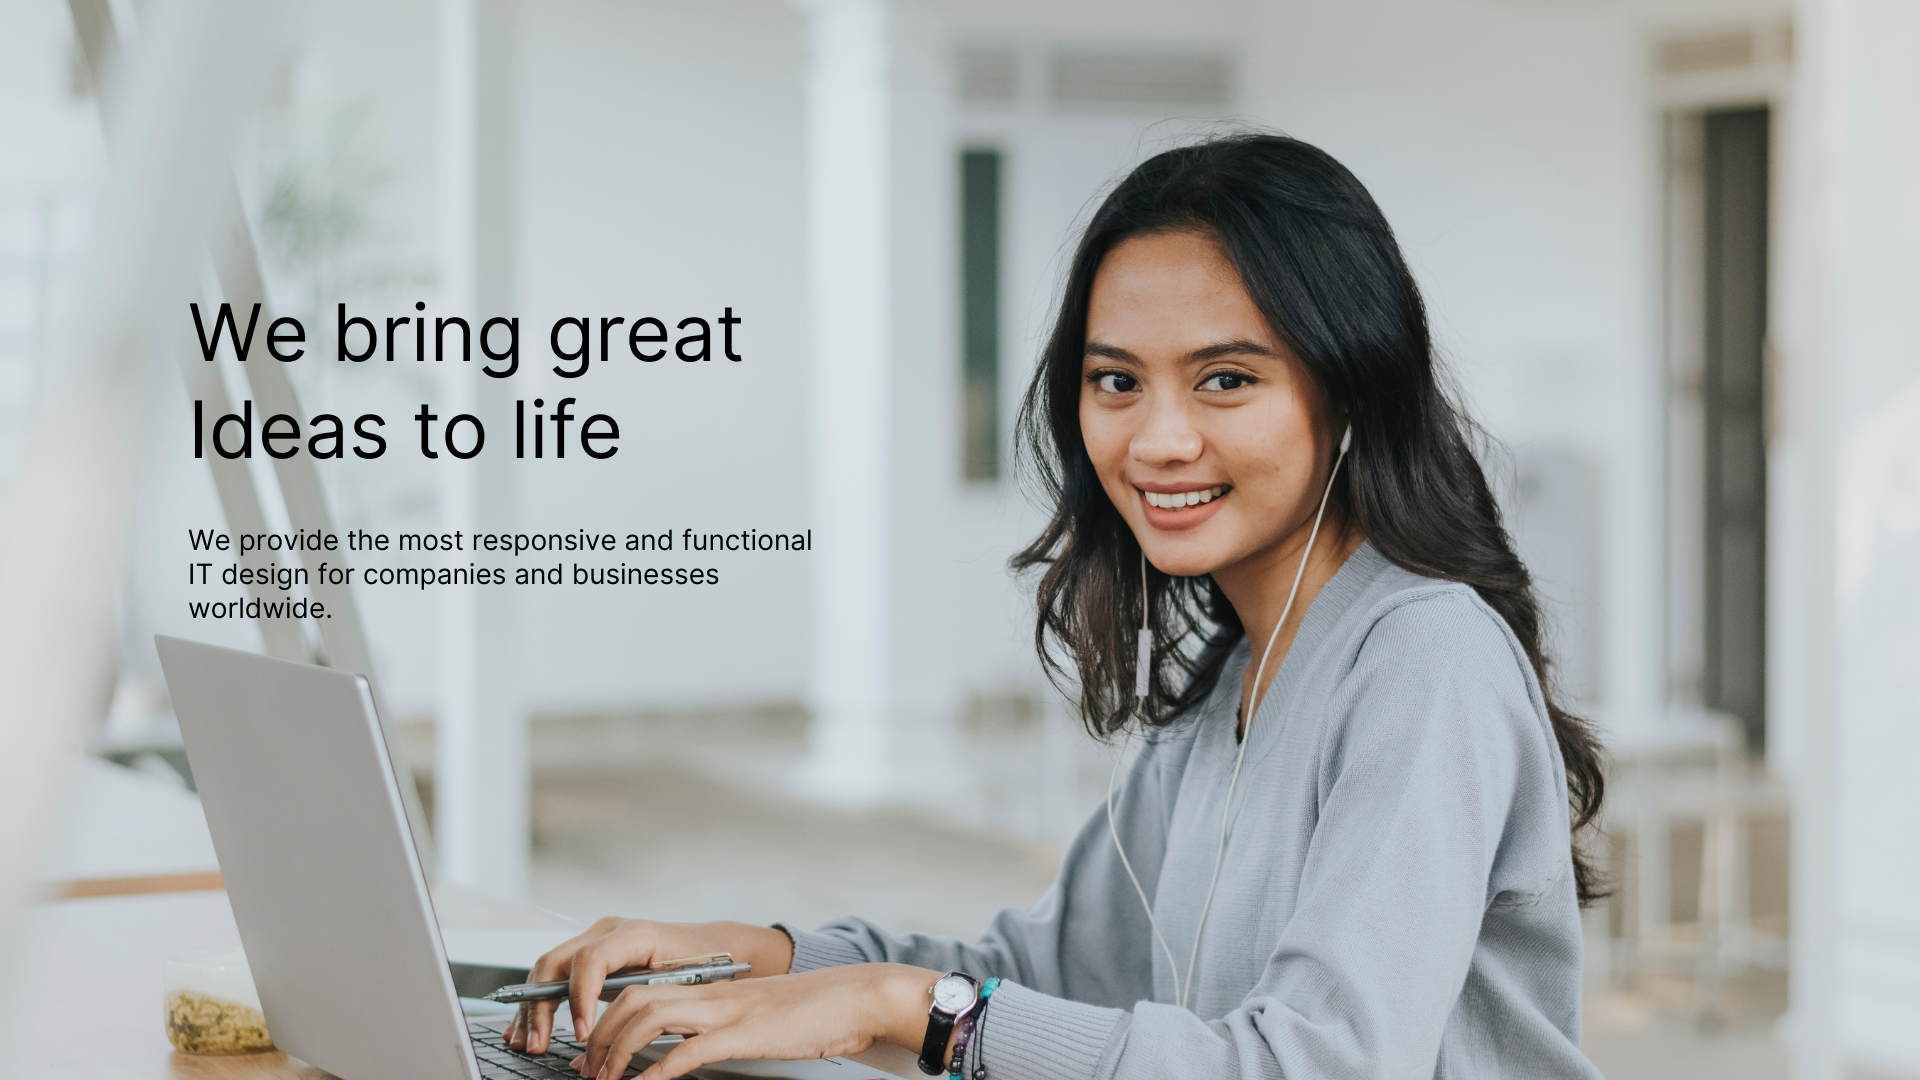 We bring great
Ideas to life
We provide the most responsive and functional
IT design for companies and businesses
worldwide.